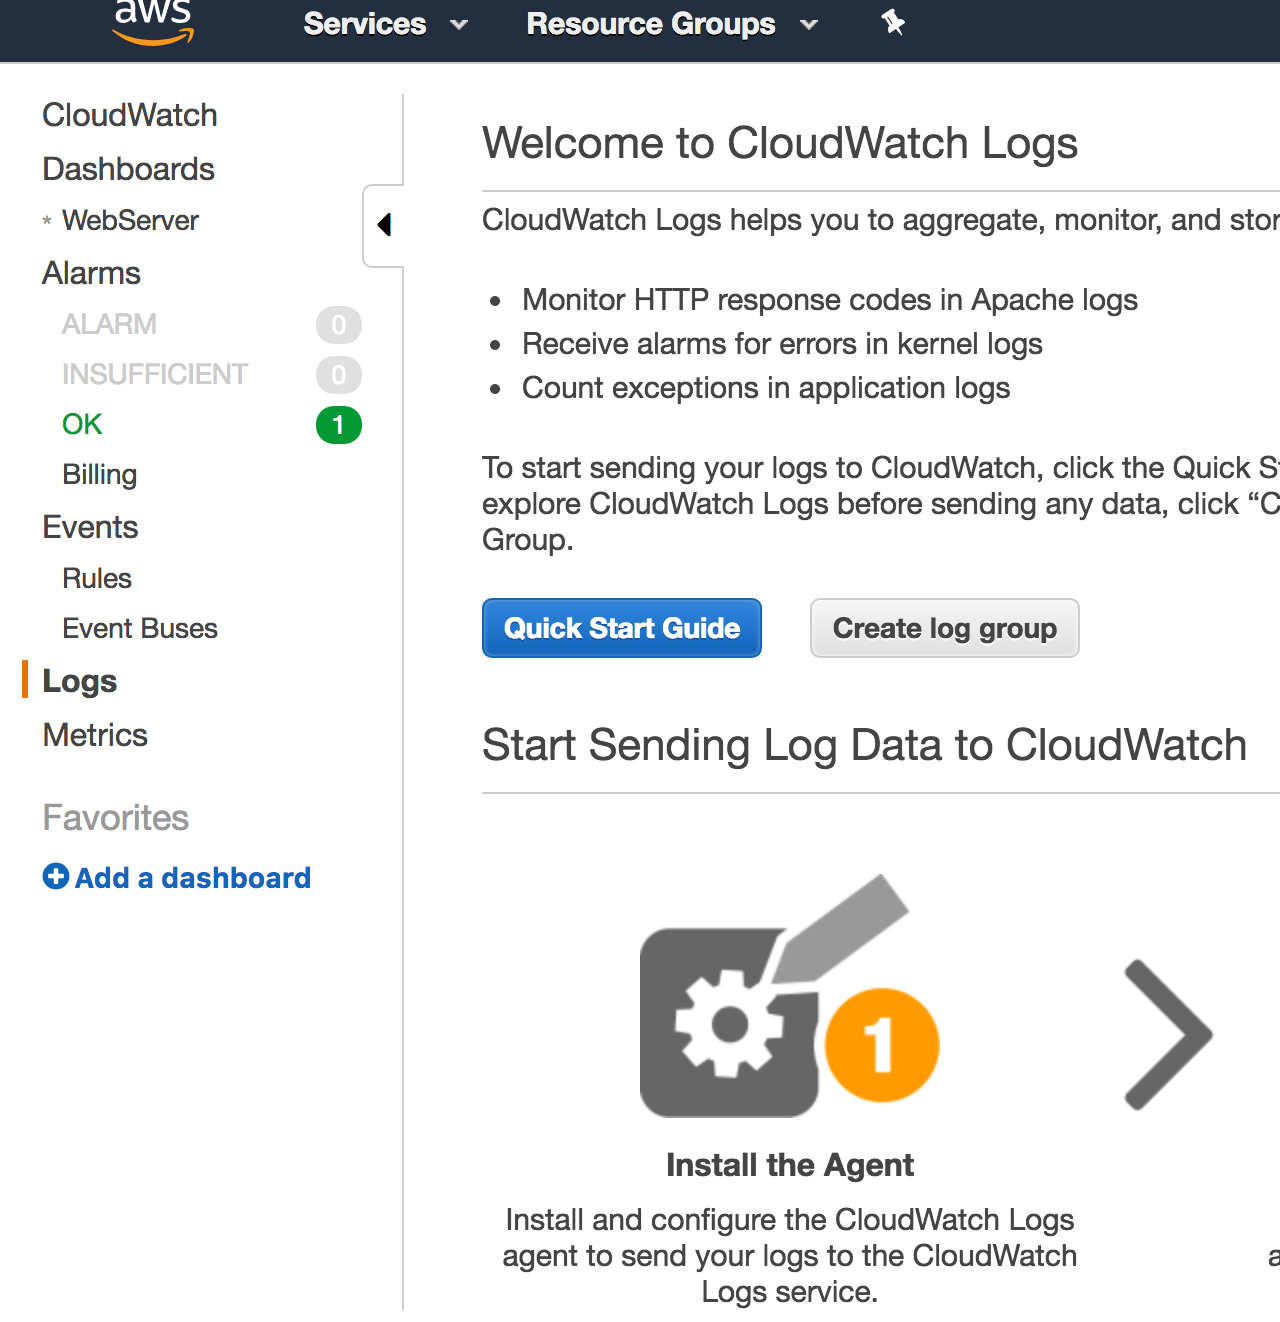 aws
Services
Resource Groups
CloudWatch
Dashboards
* WebServer
Alarms
ALARM 0
INSUFFICIENT 0
OK 1
Billing
Events
Rules
Event Buses
Logs
Metrics
Favorites
Add a dashboard
Welcome to CloudWatch Logs
CloudWatch Logs helps you to aggregate, monitor, and stor
• Monitor HTTP response codes in Apache logs
• Receive alarms for errors in kernel logs
• Count exceptions in application logs
To start sending your logs to CloudWatch, click the Quick S
explore CloudWatch Logs before sending any data, click “C
Group.
Quick Start Guide
Create log group
Start Sending Log Data to CloudWatch
1
Install the Agent
Install and configure the CloudWatch Logs
agent to send your logs to the CloudWatch
Logs service.
a